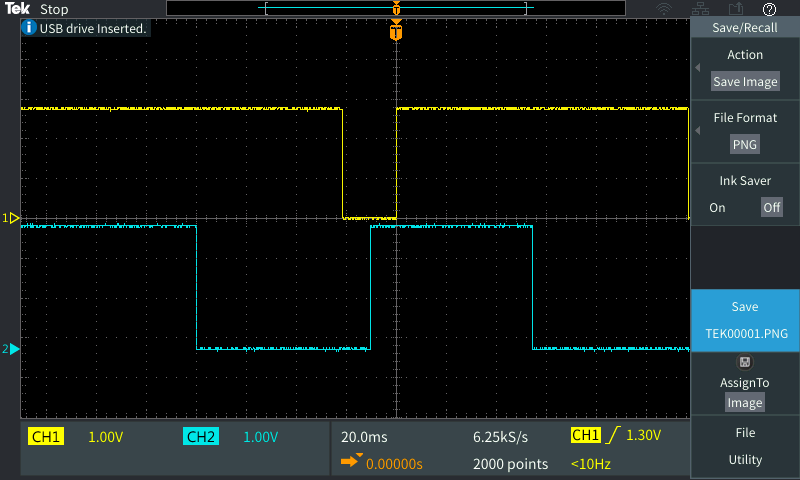 Tek Stop
T
i USB drive Inserted.
T
Save/Recall
Action
Save Image
File Format
PNG
Ink Saver
On Off
1
2
Save
TEK00001.PNG
AssignTo
Image
File
Utility
CH1 1.00V CH2 1.00V
20.0ms 6.25kS/s CH1 1.30V
0.00000s 2000 points <10Hz